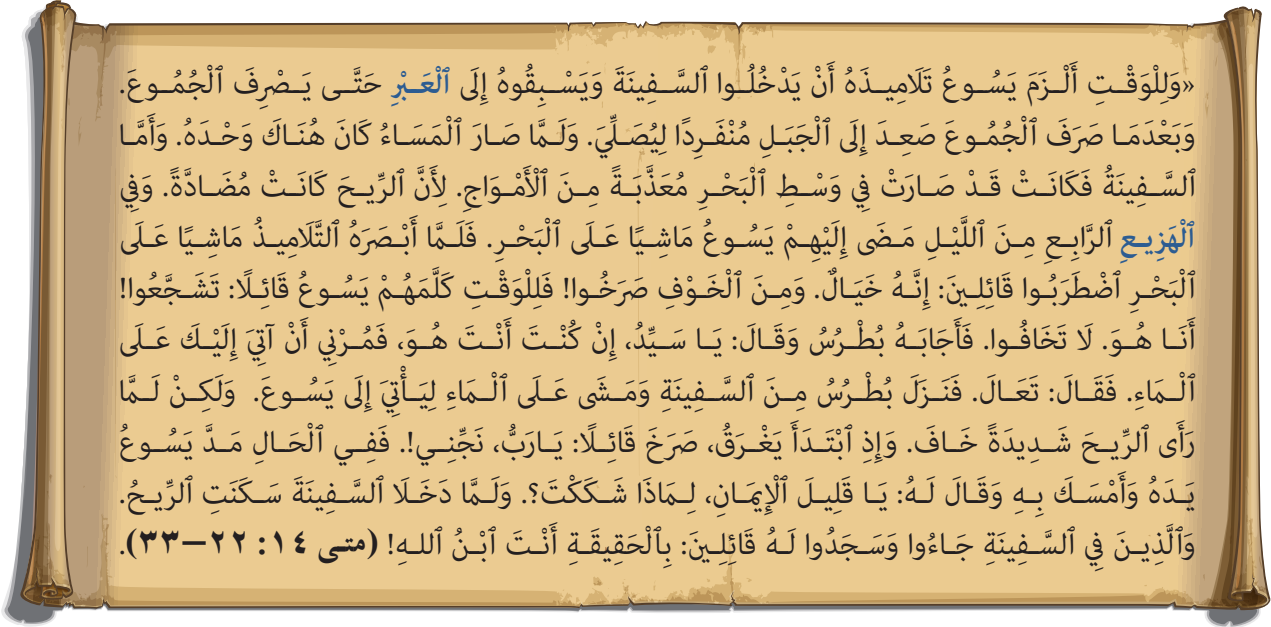 «وَلِلْوَقْتِ أَلْزَمَ يَسُوعُ تَلَامِيذَهُ أَنْ يَدْخُلُوا ٱلسَّفِينَةَ وَيَسْبِقُوهُ إِلَى ٱلْعَبْرِ حَتَّى يَصْرِفَ ٱلْجُمُوعَ.
وَبَعْدَمَا صَرَفَ ٱلْجُمُوعَ صَعِدَ إِلَى ٱلْجَبَلِ مُنْفَرِدًا لِيُصَلِّيَ. وَلَمَّا صَارَ ٱلْمَسَاءُ كَانَ هُنَاكَ وَحْدَهُ. وَأَمَّا
ٱلسَّفِينَةُ فَكَانَتْ قَدْ صَارَتْ فِي وَسْطِ ٱلْبَحْرِ مُعَذَّبَةً مِنَ ٱلْأَمْوَاجِ. لِأَنَّ ٱلرِّيحَ كَانَتْ مُضَادَّةً. وَفِي
ٱلْهَزِيعِ ٱلرَّابِعِ مِنَ ٱللَّيْلِ مَضَى إِلَيْهِمْ يَسُوعُ مَاشِيًا عَلَى ٱلْبَحْرِ. فَلَمَّا أَبْصَرَهُ ٱلتَّلَامِيذُ مَاشِيًا عَلَى
ٱلْبَحْرِ ٱضْطَرَبُوا قَائِلِينَ: إِنَّهُ خَيَالٌ. وَمِنَ ٱلْخَوْفِ صَرَخُوا! فَلِلْوَقْتِ كَلَّمَهُمْ يَسُوعُ قَائِلًا: تَشَجَّعُوا!
أَنَا هُوَ. لَا تَخَافُوا. فَأَجَابَهُ بُطْرُسُ وَقَالَ: يَا سَيِّدُ، إِنْ كُنْتَ أَنْتَ هُوَ، فَمُرْنِي أَنْ آتِيَ إِلَيْكَ عَلَى
ٱلْمَاءِ. فَقَالَ: تَعَالَ. فَنَزَلَ بُطْرُسُ مِنَ ٱلسَّفِينَةِ وَمَشَى عَلَى ٱلْمَاءِ لِيَأْتِيَ إِلَى يَسُوعَ. وَلَكِنْ لَمَّا
رَأَى ٱلرِّيحَ شَدِيدَةً خَافَ. وَإِذِ ٱبْتَدَأَ يَغْرَقُ، صَرَخَ قَائِلًا: يَارَبُّ، نَجِّنِي!. فَفِي ٱلْحَالِ مَدَّ يَسُوعُ
يَدَهُ وَأَمْسَكَ بِهِ وَقَالَ لَهُ: يَا قَلِيلَ ٱلْإِيمَانِ، لِمَاذَا شَكَكْتَ؟. وَلَمَّا دَخَلَا ٱلسَّفِينَةَ سَكَنَتِ ٱلرِّيحُ.
وَٱلَّذِينَ فِي ٱلسَّفِينَةِ جَاءُوا وَسَجَدُوا لَهُ قَائِلِينَ: بِٱلْحَقِيقَةِ أَنْتَ ٱبْنُ ٱللهِ! (متى ١٤: ٢٢–٣٣).